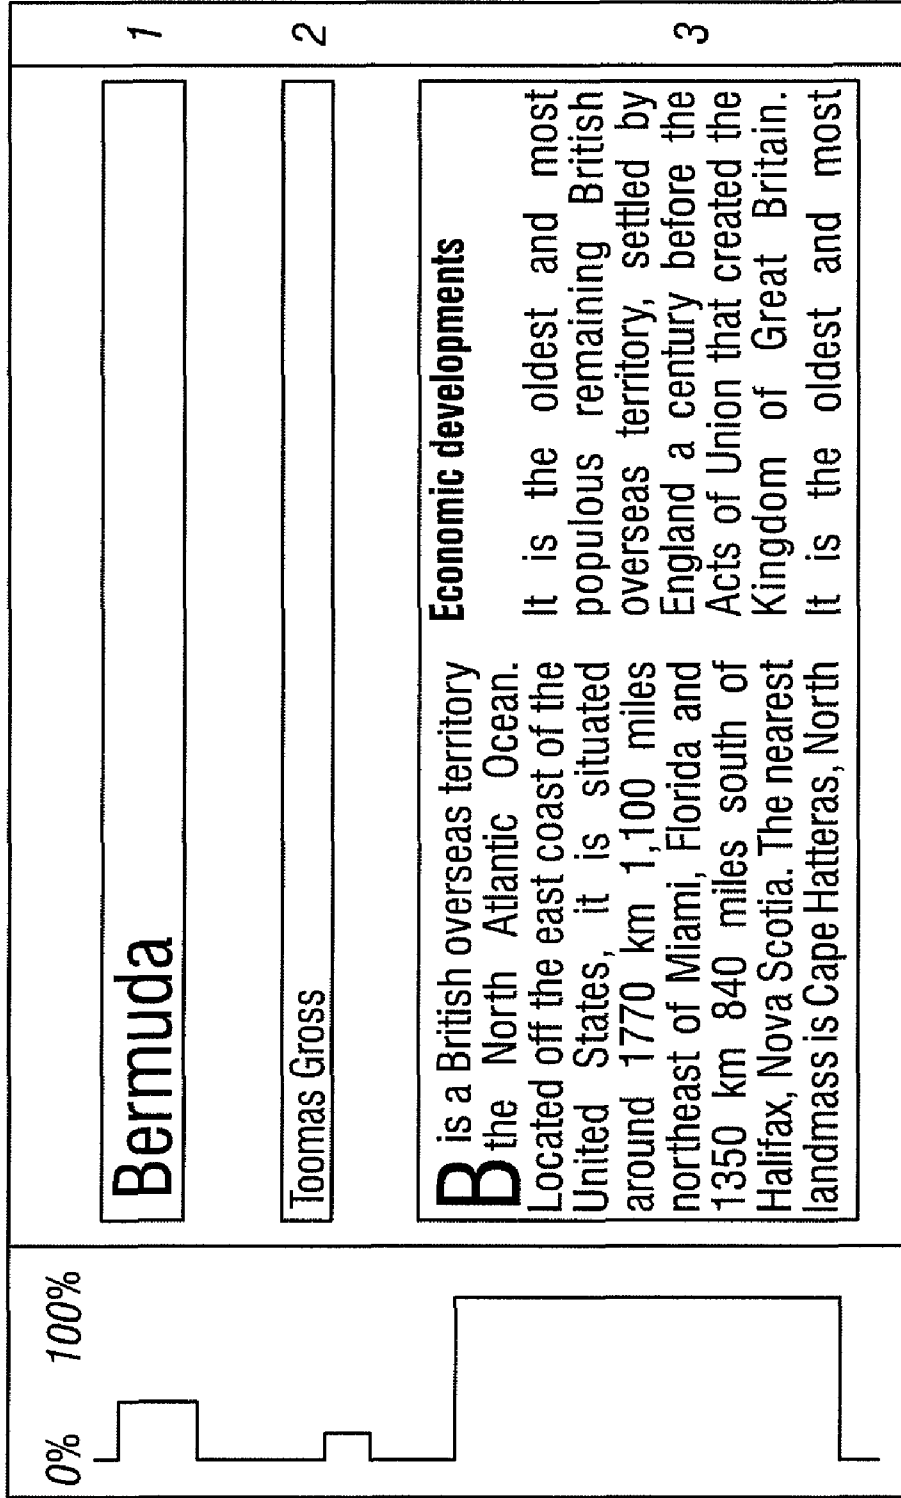 0% 100%
Bermuda
1
Toomas Gross
2
B is a British overseas territory
the North Atlantic Ocean.
Located off the east coast of the
United States, it is situated
around 1770 km 1,100 miles
northeast of Miami, Florida and
1350 km 840 miles south of
Halifax, Nova Scotia. The nearest
landmass is Cape Hatteras, North
Economic developments
It is the oldest and most
populous remaining British
overseas territory, settled by
England a century before the
Acts of Union that created the
Kingdom of Great Britain.
It is the oldest and most
3